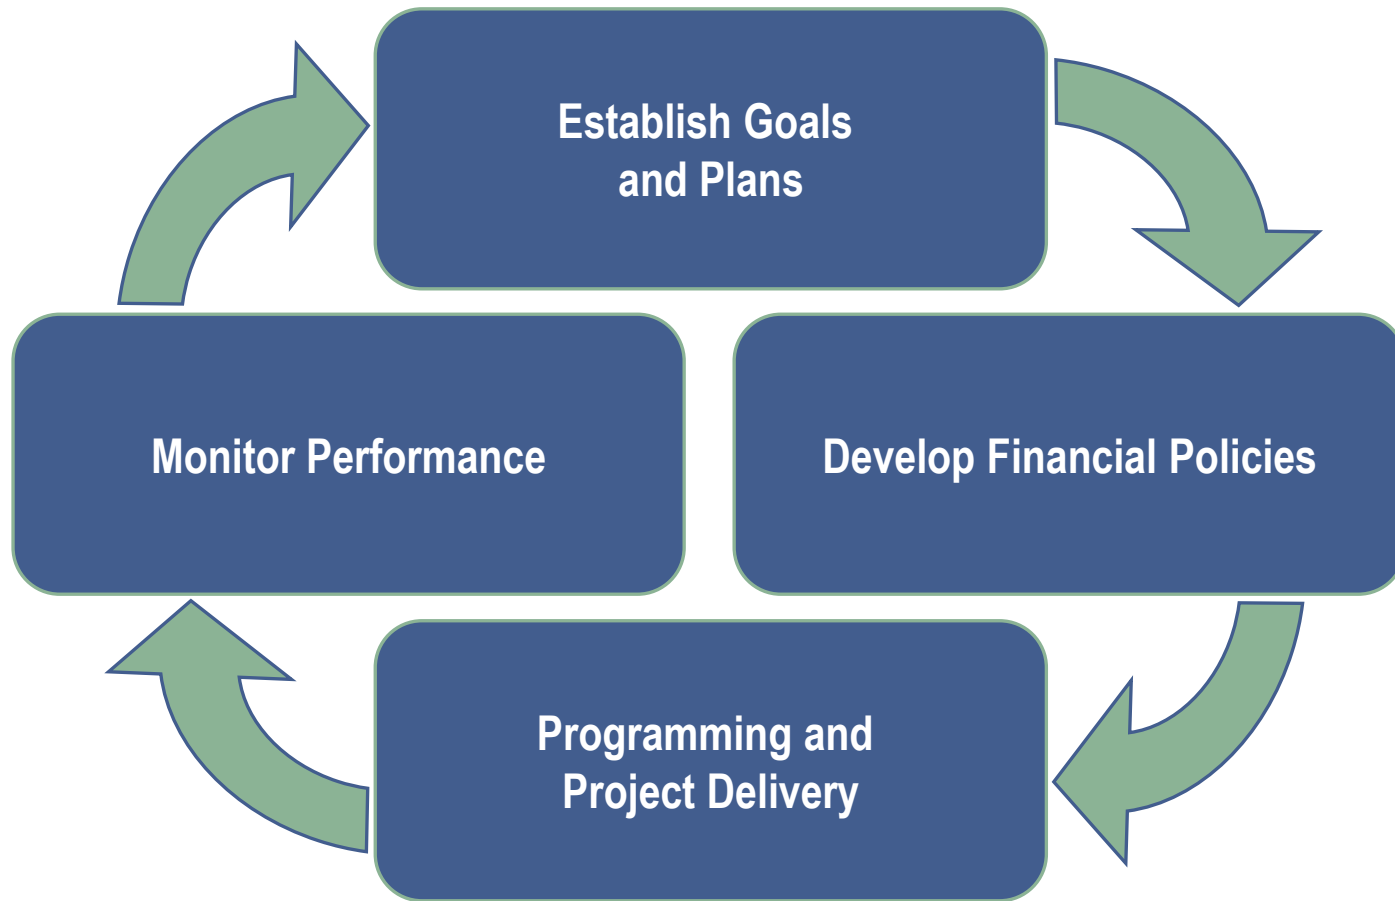 Establish Goals
and Plans
Monitor Performance
Develop Financial Policies
Programming and
Project Delivery